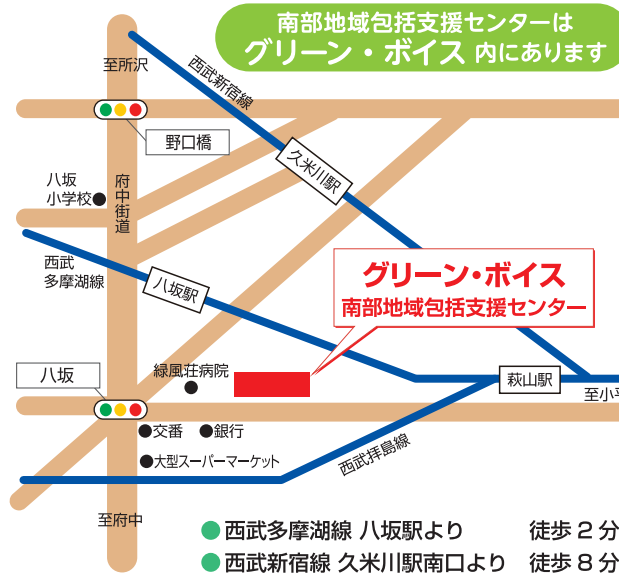 南部地域包括支援センターは
グリーン・ボイス 内にあります
至所沢
西武新宿線
野口橋
久米川駅
八坂
小学校
府中街道
西武
多摩湖線
八坂駅
グリーン・ボイス
南部地域包括支援センター
八坂
緑風荘病院
萩山駅
至小平
交番
銀行
大型スーパーマーケット
西武拝島線
至府中
西武多摩湖線 八坂駅より 徒歩 2 分
西武新宿線 久米川駅南口より 徒歩 8 分